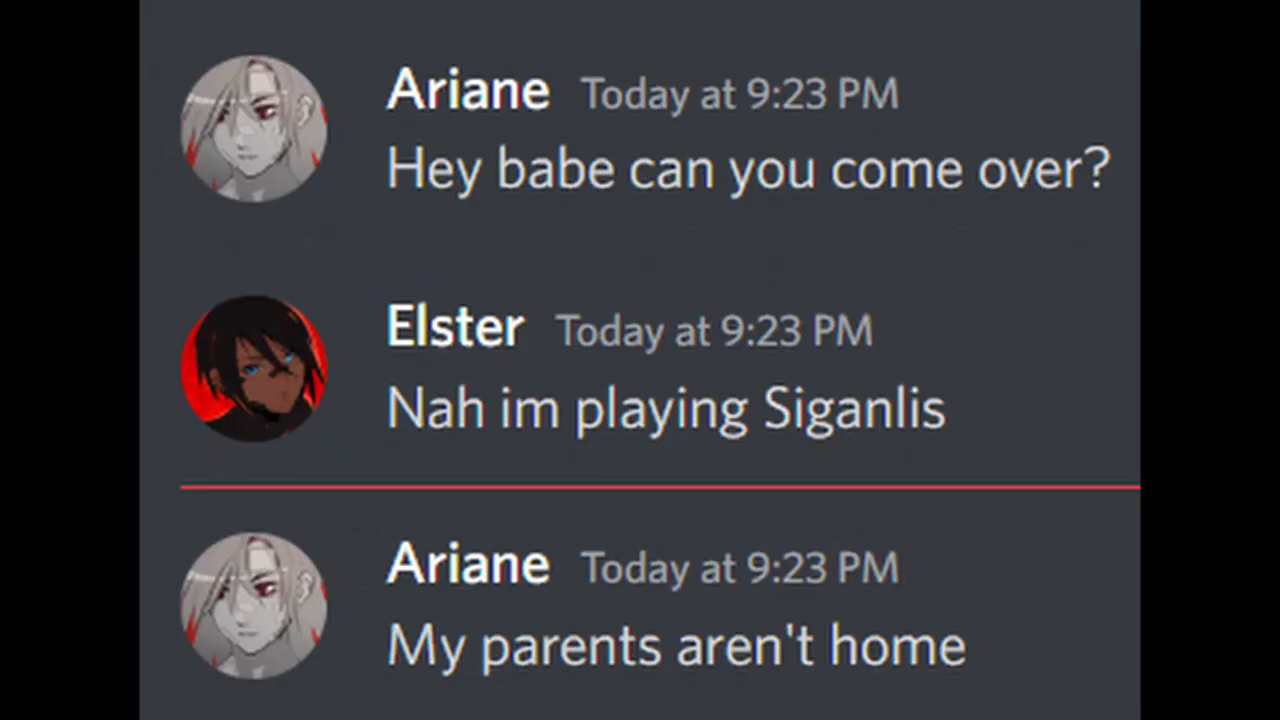 Ariane Today at 9:23 PM
Hey babe can you come over?
Elster Today at 9:23 PM
Nah im playing Siganlis
Ariane Today at 9:23 PM
My parents aren't home